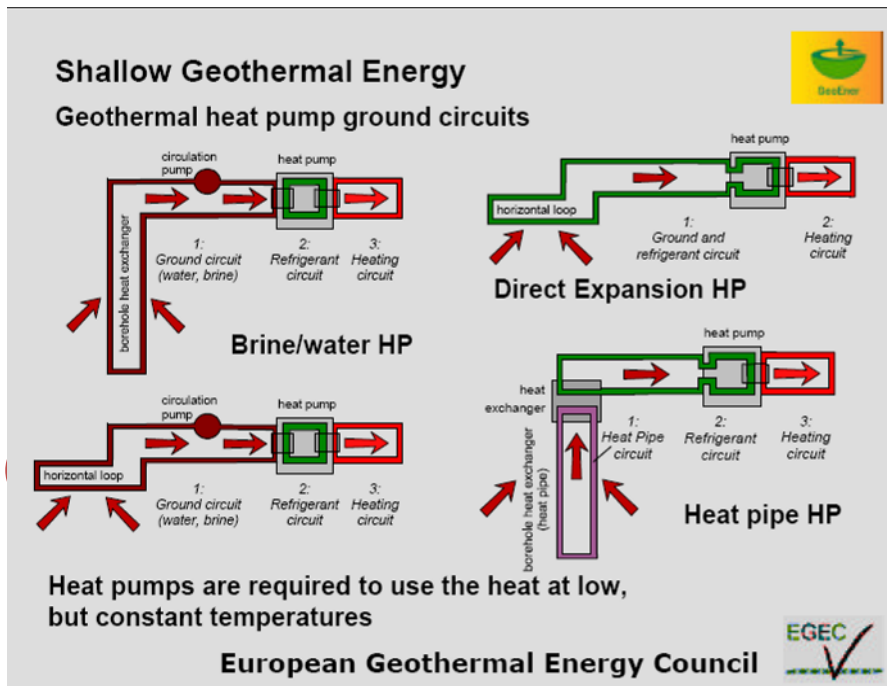 Shallow Geothermal Energy
GeoEner
Geothermal heat pump ground circuits
circulation
pump
heat pump
borehole heat exchanger
1:
Ground circuit
(water, brine)
2:
Refrigerant
circuit
3:
Heating
circuit
Brine/water HP
heat pump
horizontal loop
1:
Ground and
refrigerant circuit
2:
Heating
circuit
Direct Expansion HP
circulation
pump
heat pump
horizontal loop
1:
Ground circuit
(water, brine)
2:
Refrigerant
circuit
3:
Heating
circuit
heat pump
heat
exchanger
borehole heat exchanger
(heat pipe)
1:
Heat Pipe
circuit
2:
Refrigerant
circuit
3:
Heating
circuit
Heat pipe HP
Heat pumps are required to use the heat at low,
but constant temperatures
European Geothermal Energy Council
EGEC